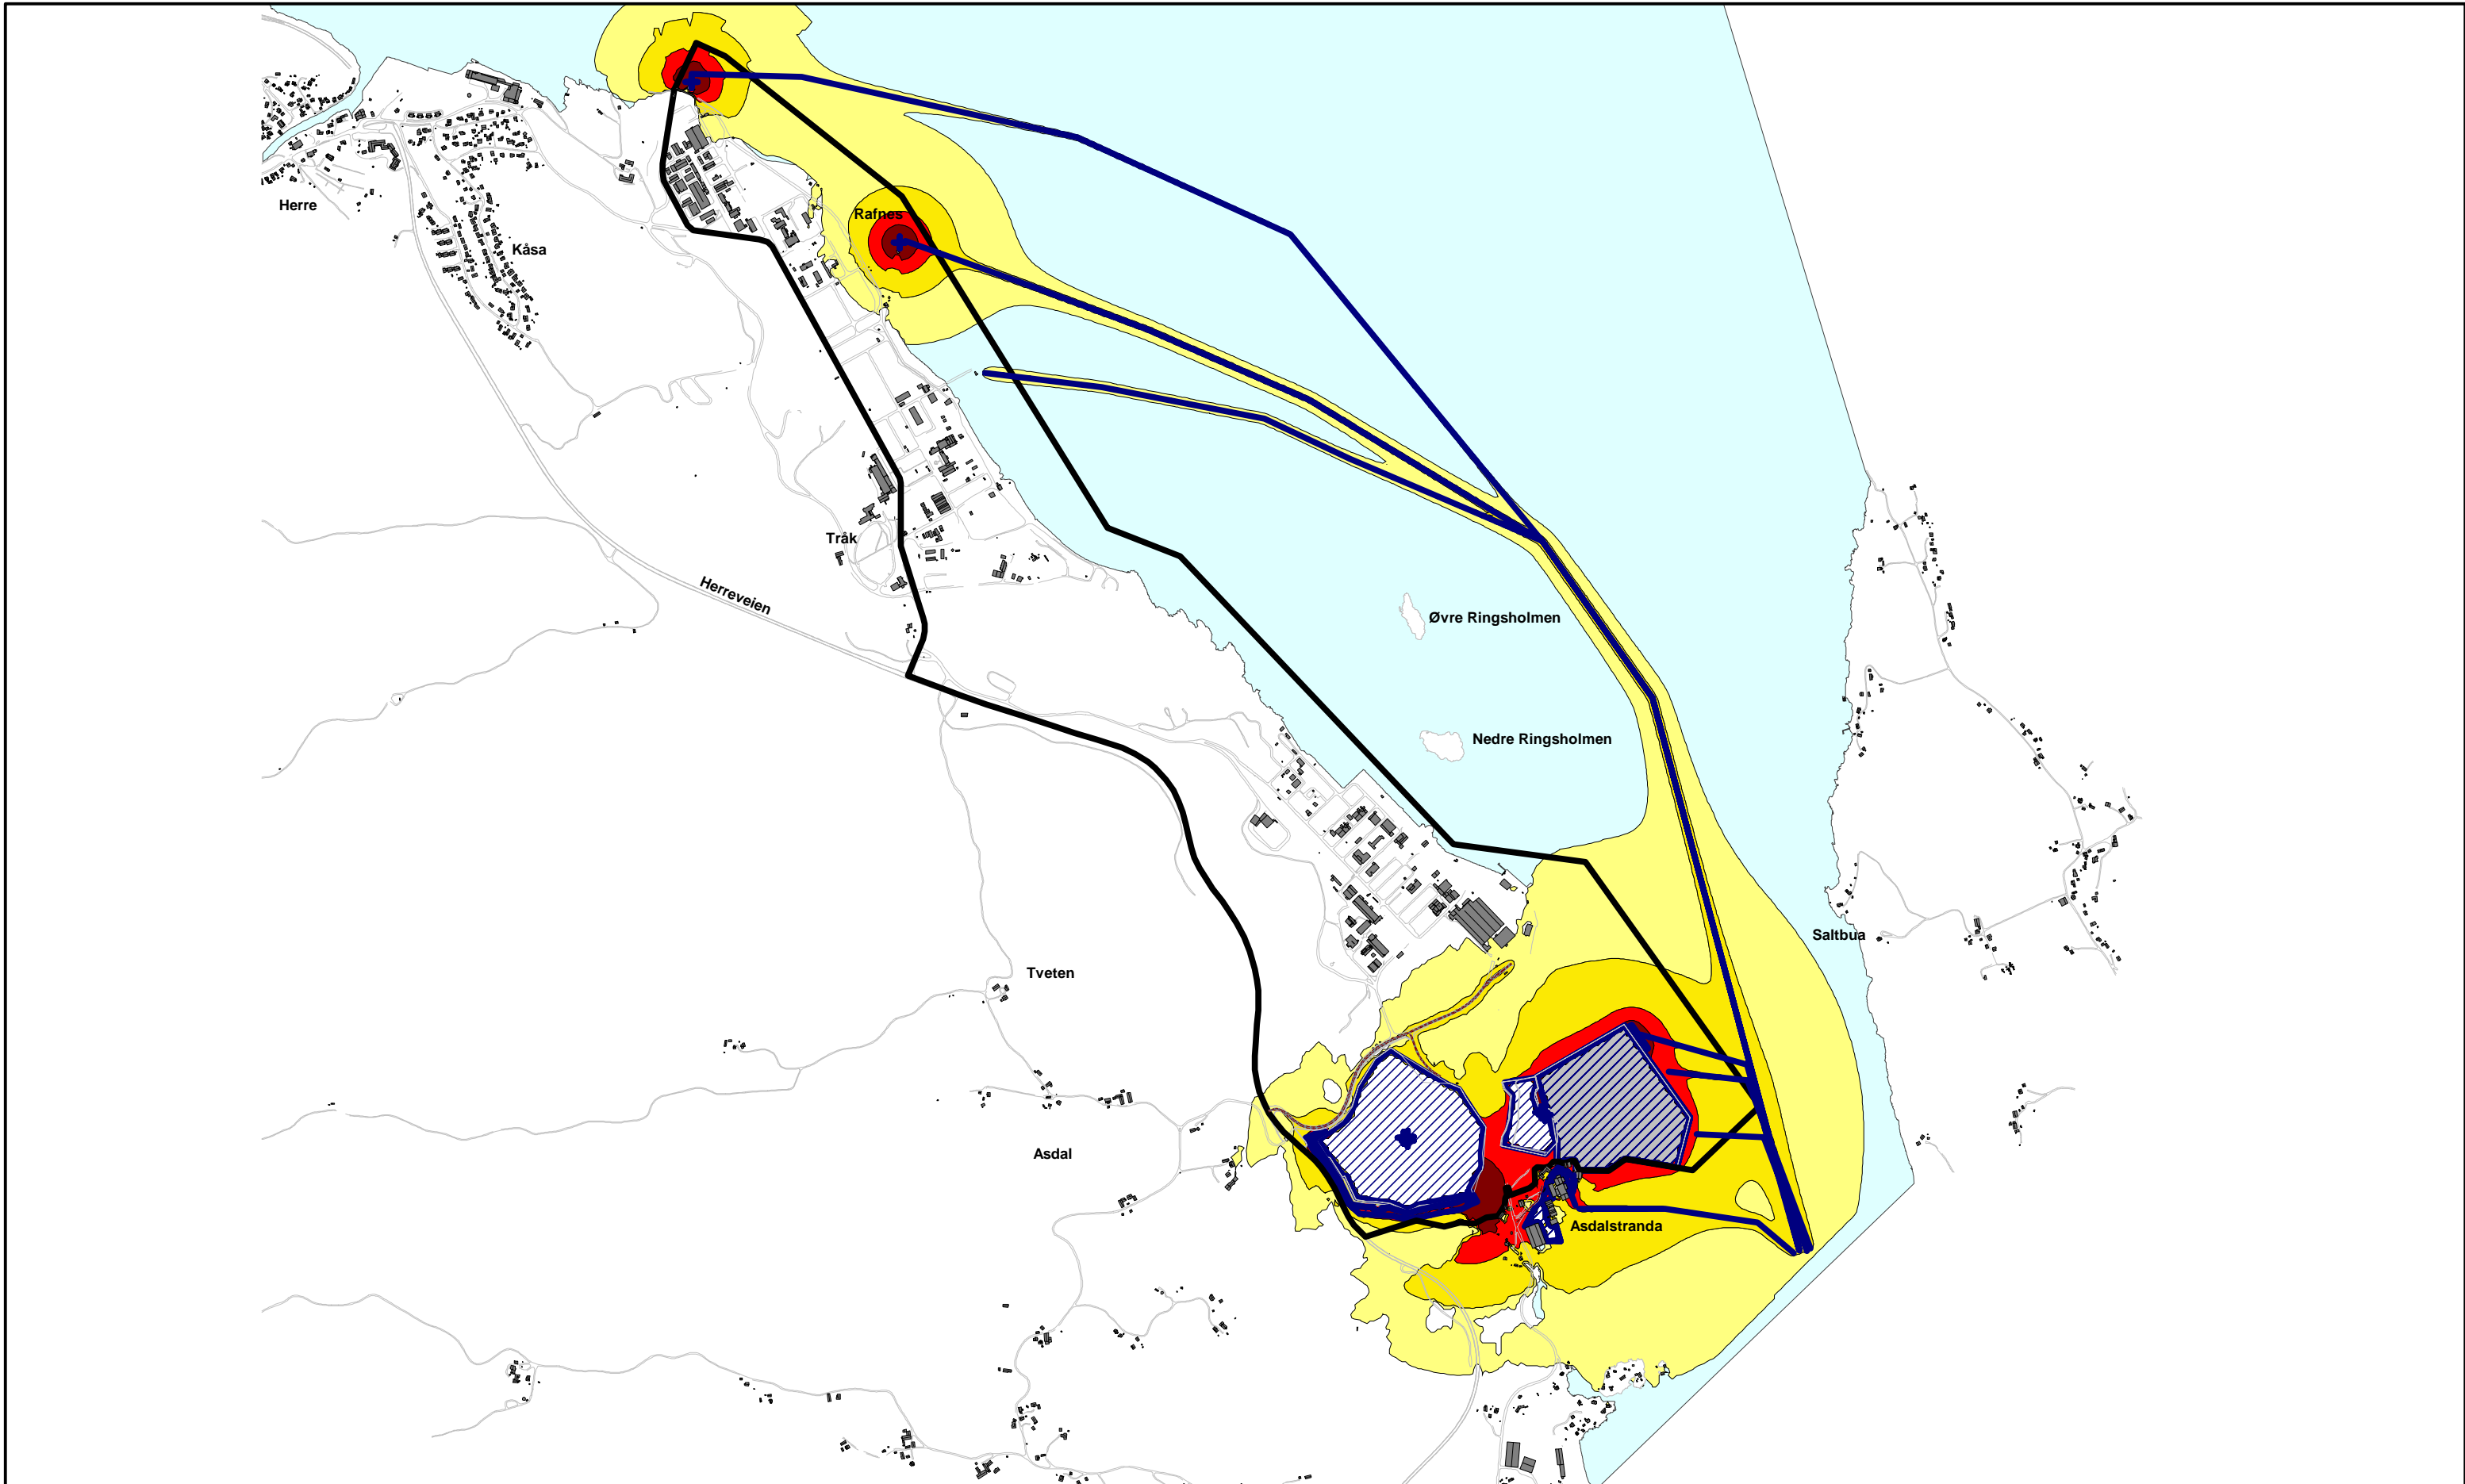 Herre
Rafnes
Kåsa
Tråk
Herreveien
Øvre Ringsholmen
Nedre Ringsholmen
Saltbua
Tveten
Asdal
Asdalstranda